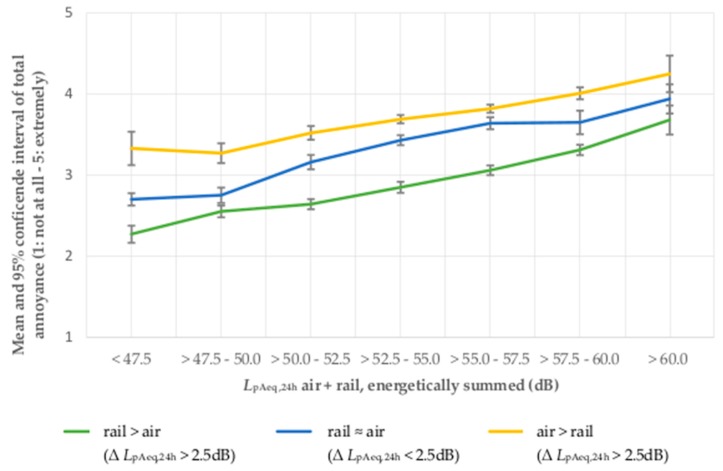 5
4
3
2
1
Mean and 95% conficende interval of total
annoyance (1: not at all - 5: extremely)
< 47.5 > 47.5 - 50.0 > 50.0 - 52.5 > 52.5 - 55.0 > 55.0 - 57.5 > 57.5 - 60.0 > 60.0
LpAeq,24h air + rail, energetically summed (dB)
rail > air rail ≈ air air > rail
(Δ LpAeq,24h > 2.5dB) (Δ LpAeq,24h < 2.5dB) (Δ LpAeq,24h > 2.5dB)